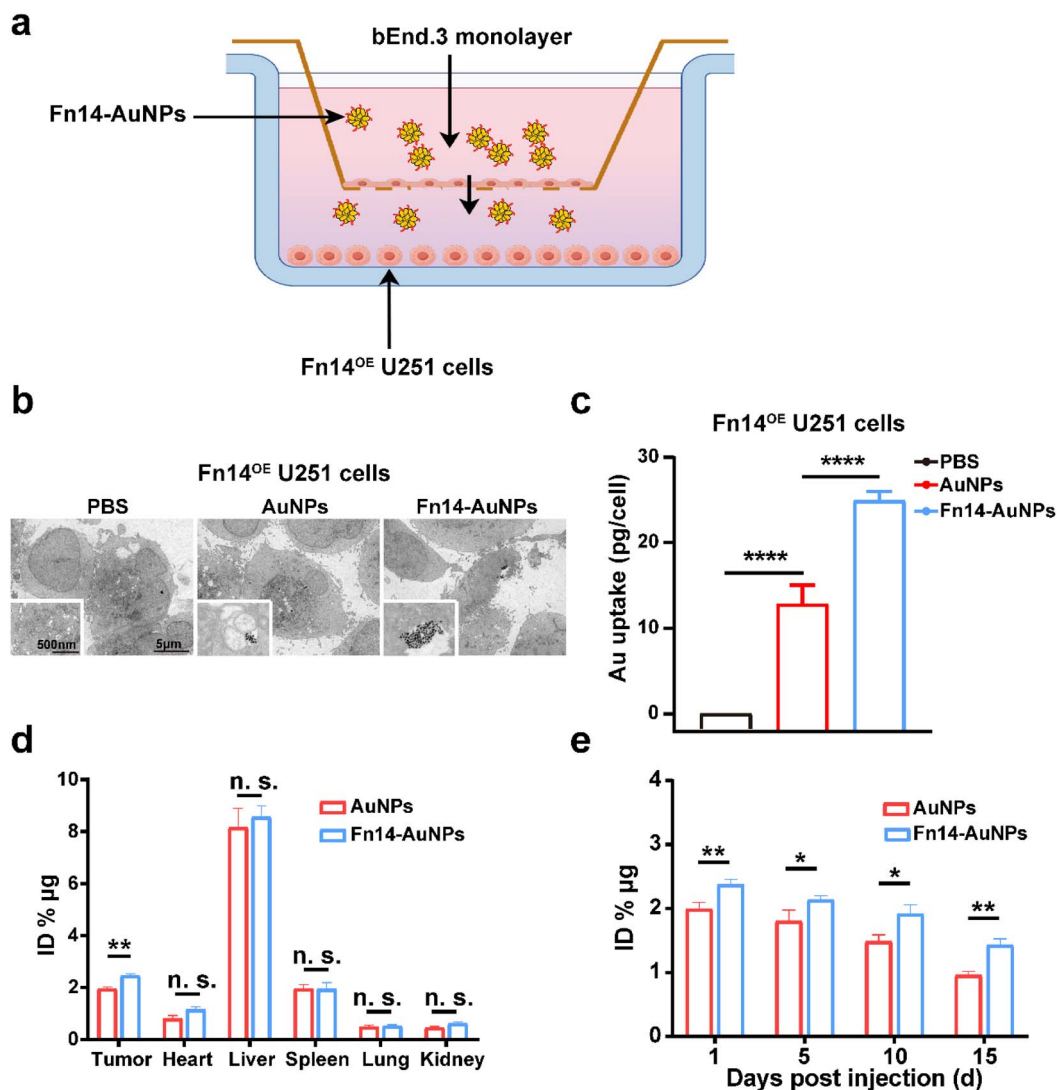 a
bEnd.3 monolayer
Fn14-AuNPs
Fn14OE U251 cells
b
Fn14OE U251 cells
PBS
AuNPs
Fn14-AuNPs
500nm
5μm
c
Fn14OE U251 cells
PBS
AuNPs
Fn14-AuNPs
****
****
30
20
10
0
Au uptake (pg/cell)
d
10
8
6
4
2
0
ID % μg
AuNPs
Fn14-AuNPs
**
n. s.
n. s.
n. s.
n. s.
n. s.
Tumor Heart Liver Spleen Lung Kidney
e
4
3
2
1
0
ID % μg
AuNPs
Fn14-AuNPs
**
*
*
**
1 5 10 15
Days post injection (d)